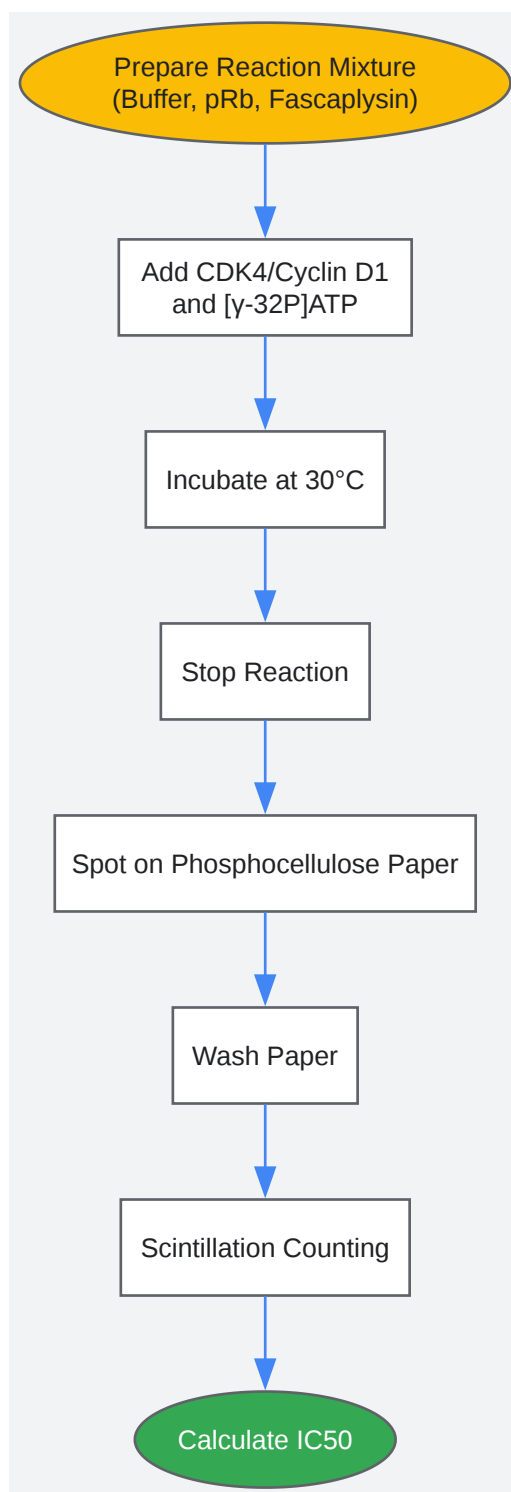 Prepare Reaction Mixture
(Buffer, pRb, Fascaplysin)
Add CDK4/Cyclin D1
and [γ-32P]ATP
Incubate at 30°C
Stop Reaction
Spot on Phosphocellulose Paper
Wash Paper
Scintillation Counting
Calculate IC50